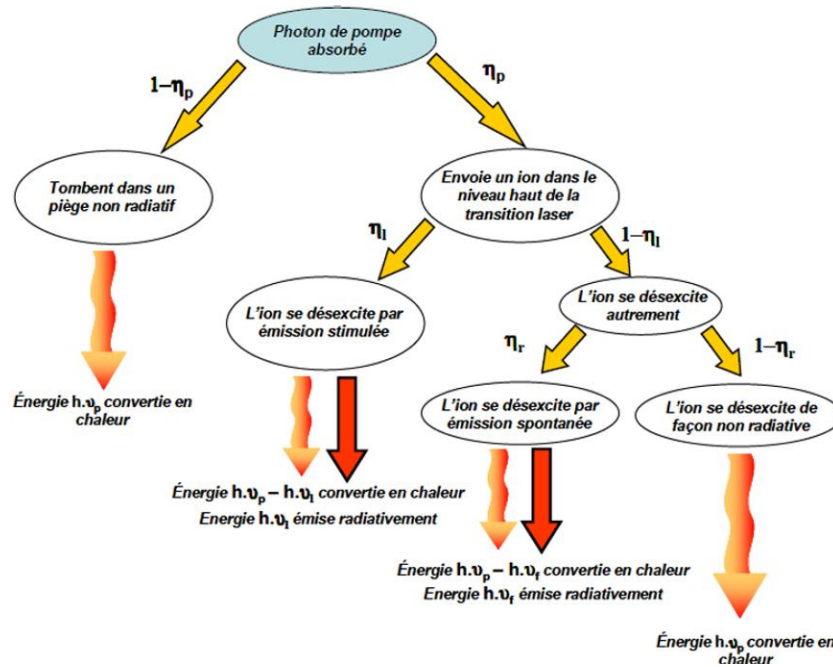 Photon de pompe
absorbé
1−ηp
ηp
Tombent dans un
piège non radiatif
Envoie un ion dans le
niveau haut de la
transition laser
ηl
1−ηl
L'ion se désexcite par
émission stimulée
L'ion se désexcite
autrement
ηr
1−ηr
Énergie h.υp convertie en
chaleur
L'ion se désexcite par
émission spontanée
L'ion se désexcite de
façon non radiative
Énergie h.υp − h.υl convertie en chaleur
Energie h.υl émise radiativement
Énergie h.υp − h.υf convertie en chaleur
Energie h.υf émise radiativement
Énergie h.υp convertie en
chaleur